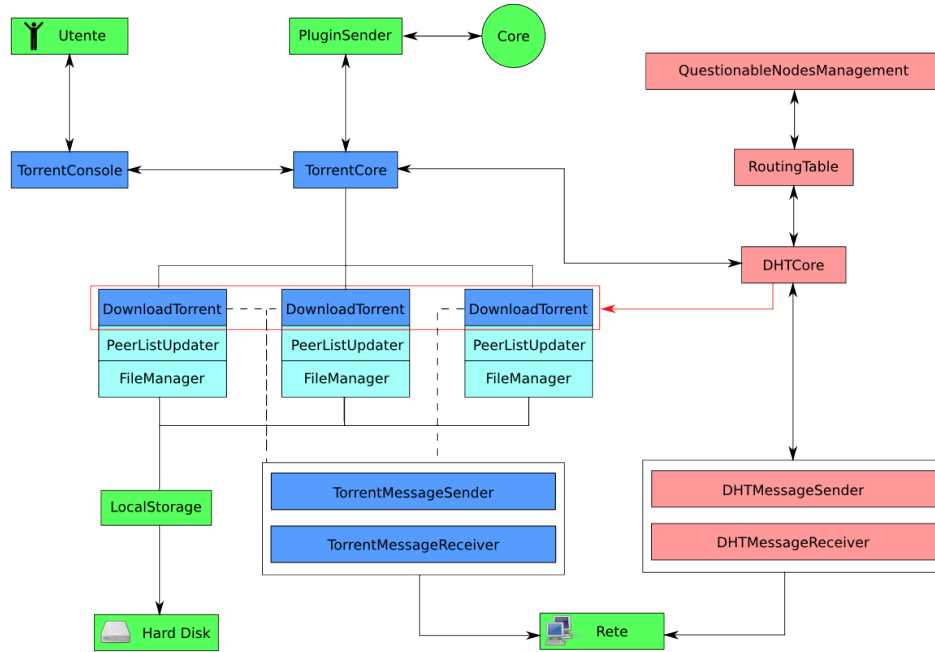 Utente
PluginSender
Core
QuestionableNodesManagement
TorrentConsole
TorrentCore
RoutingTable
DHTCore
DownloadTorrent
DownloadTorrent
DownloadTorrent
PeerListUpdater
PeerListUpdater
PeerListUpdater
FileManager
FileManager
FileManager
LocalStorage
TorrentMessageSender
DHTMessageSender
TorrentMessageReceiver
DHTMessageReceiver
Hard Disk
Rete